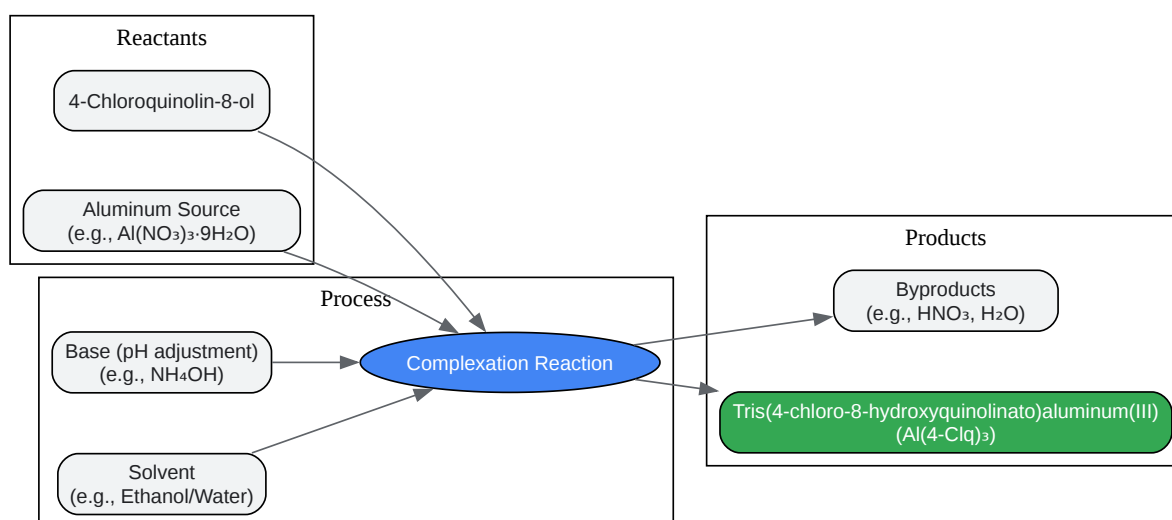 Reactants
4-Chloroquinolin-8-ol
Aluminum Source
(e.g., Al(NO₃)₃·9H₂O)
Process
Base (pH adjustment)
(e.g., NH₄OH)
Solvent
(e.g., Ethanol/Water)
Complexation Reaction
Products
Byproducts
(e.g., HNO₃, H₂O)
Tris(4-chloro-8-hydroxyquinolinato)aluminum(III)
(Al(4-Clq)₃)